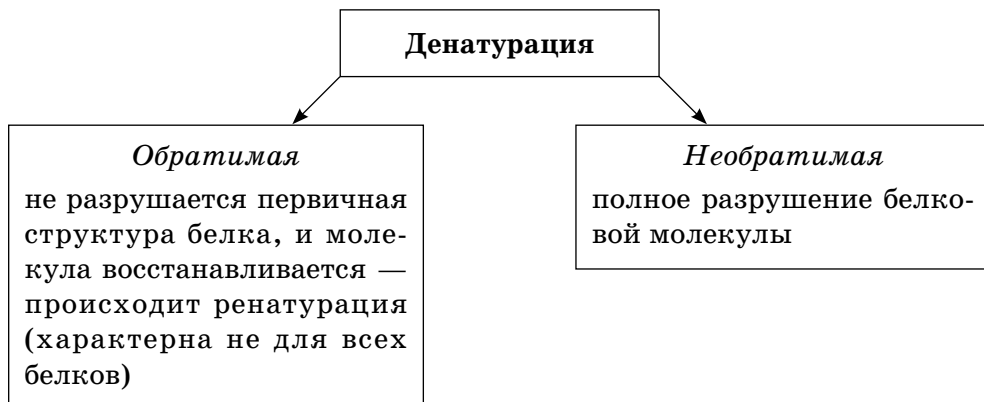 Денатурация
Обратимая
не разрушается первичная
структура белка, и моле-
кула восстанавливается —
происходит ренатурация
(характерна не для всех
белков)
Необратимая
полное разрушение белко-
вой молекулы